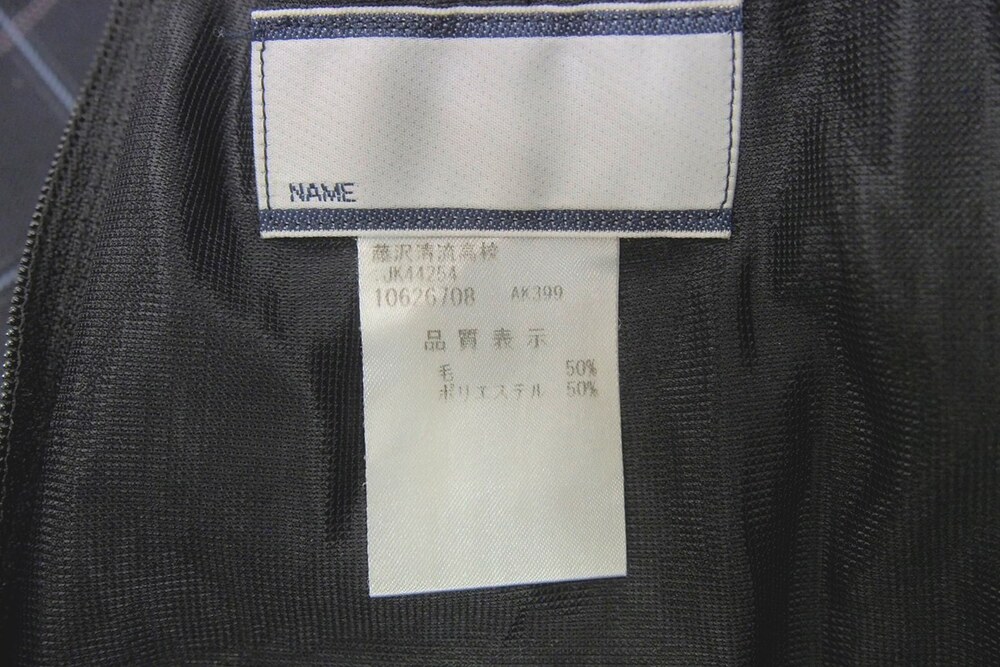 NAME
藤沢清流高校
:JK44254
10626708 AK399
品質表示
毛 50%
ポリエステル 50%